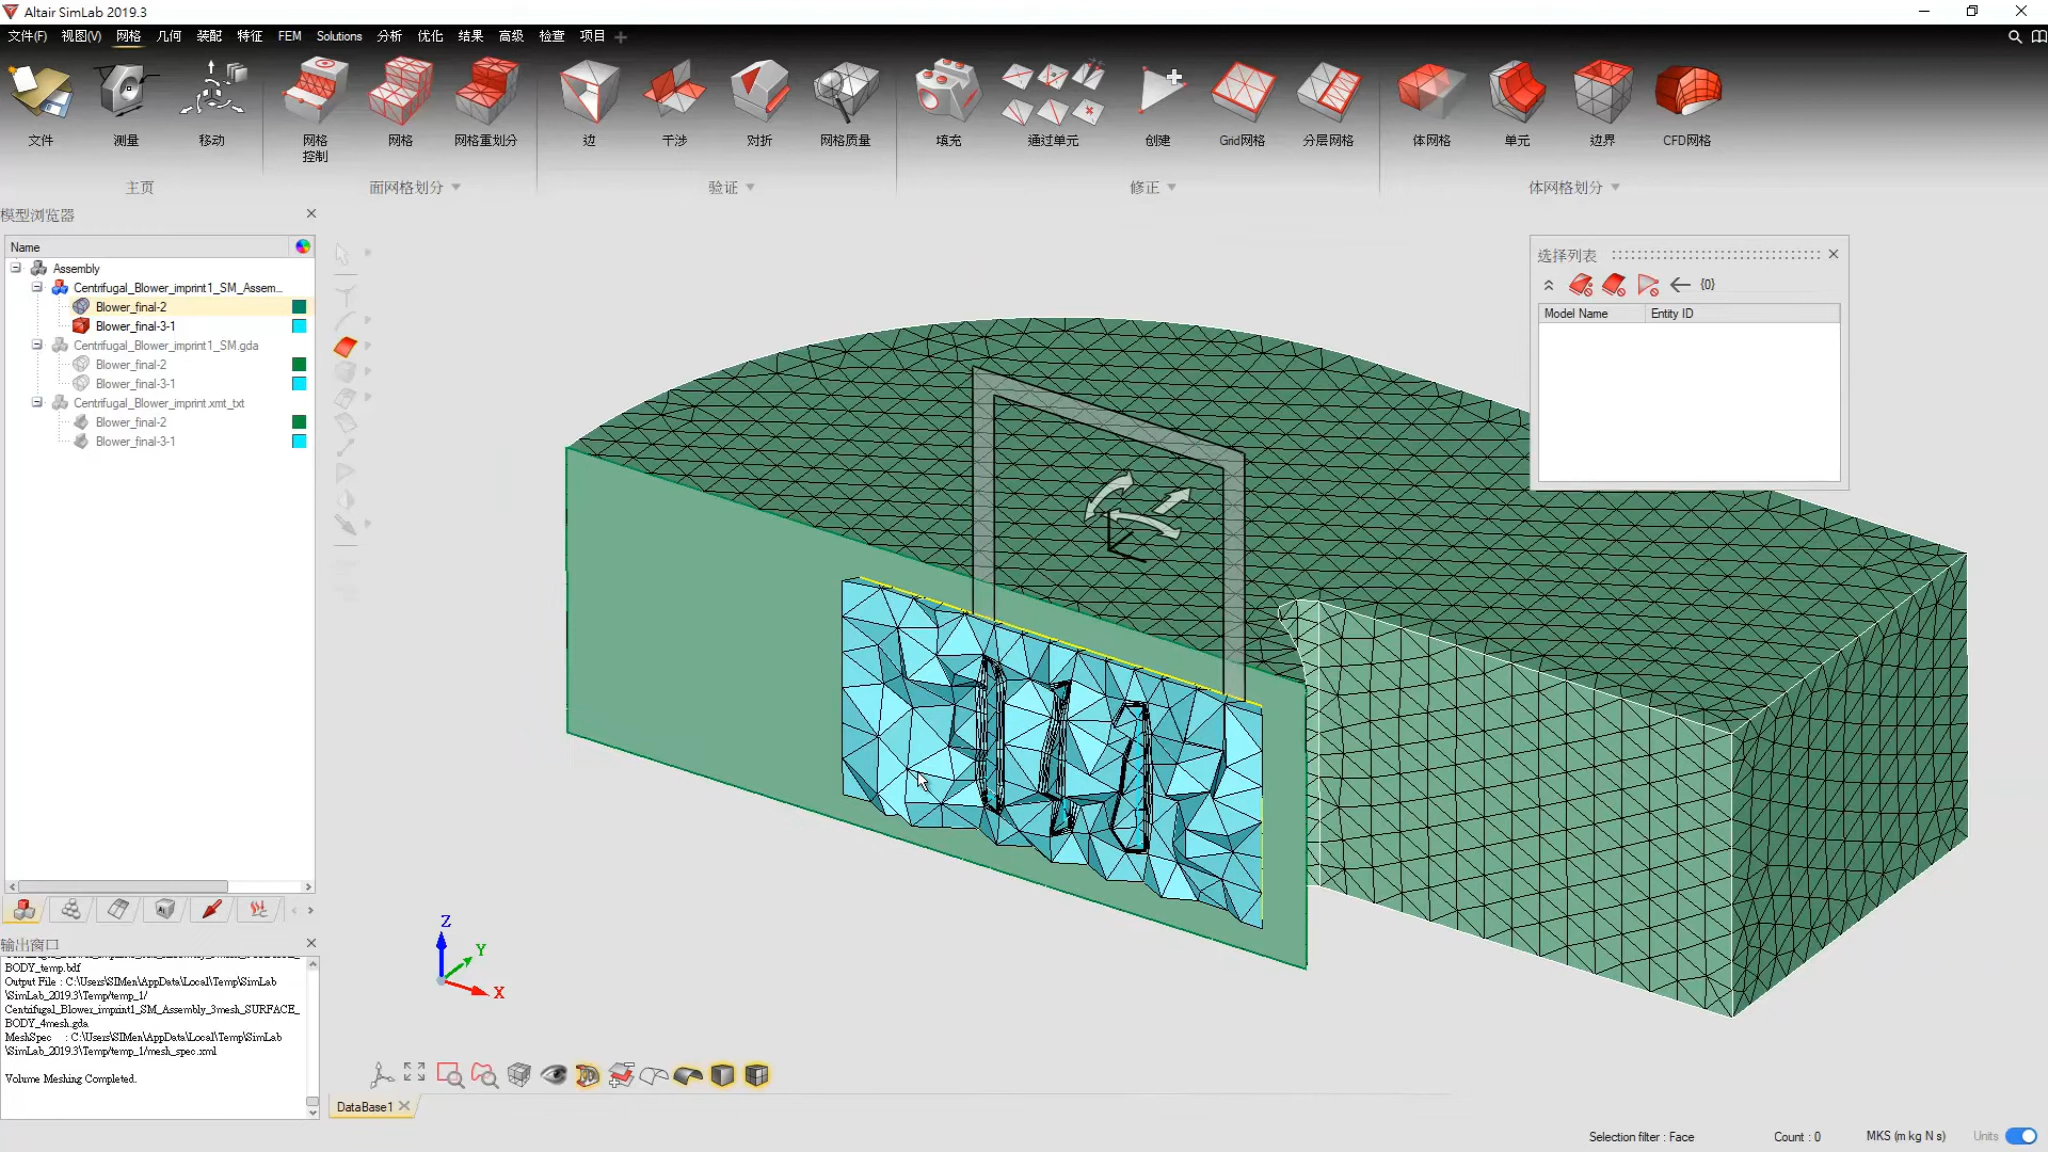 Altair SimLab 2019.3
文件(F) 视图(V) 网格 几何 装配 特征 FEM Solutions 分析 优化 结果 高级 检查 项目
文件 测量 移动 网格控制 网格 网格重划分 边 干涉 对折 网格质量 填充 通过单元 创建 Grid网格 分层网格 体网格 单元 边界 CFD网格
主页 面网格划分 验证 修正 体网格划分
模型浏览器
Name
Assembly
Centrifugal_Blower_imprint1_SM_Assem...
Blower_final-2
Blower_final-3-1
Centrifugal_Blower_imprint1_SM.gda
Blower_final-2
Blower_final-3-1
Centrifugal_Blower_imprint.xmt_txt
Blower_final-2
Blower_final-3-1
选择列表
{0}
Model Name Entity ID
Z
Y
X
输出窗口
BODY_temp.bdf
Output File : C:\Users\SIMen\AppData\Local\Temp\SimLab
\SimLab_2019.3\Temp/temp_1/
Centrifugal_Blower_imprint1_SM_Assembly_3mesh_SURFACE_
BODY_4mesh.gda
MeshSpec : C:\Users\SIMen\AppData\Local\Temp\SimLab
\SimLab_2019.3\Temp/temp_1/mesh_spec.xml
Volume Meshing Completed.
DataBase1
Selection filter : Face Count : 0 MKS (m kg N s) Units